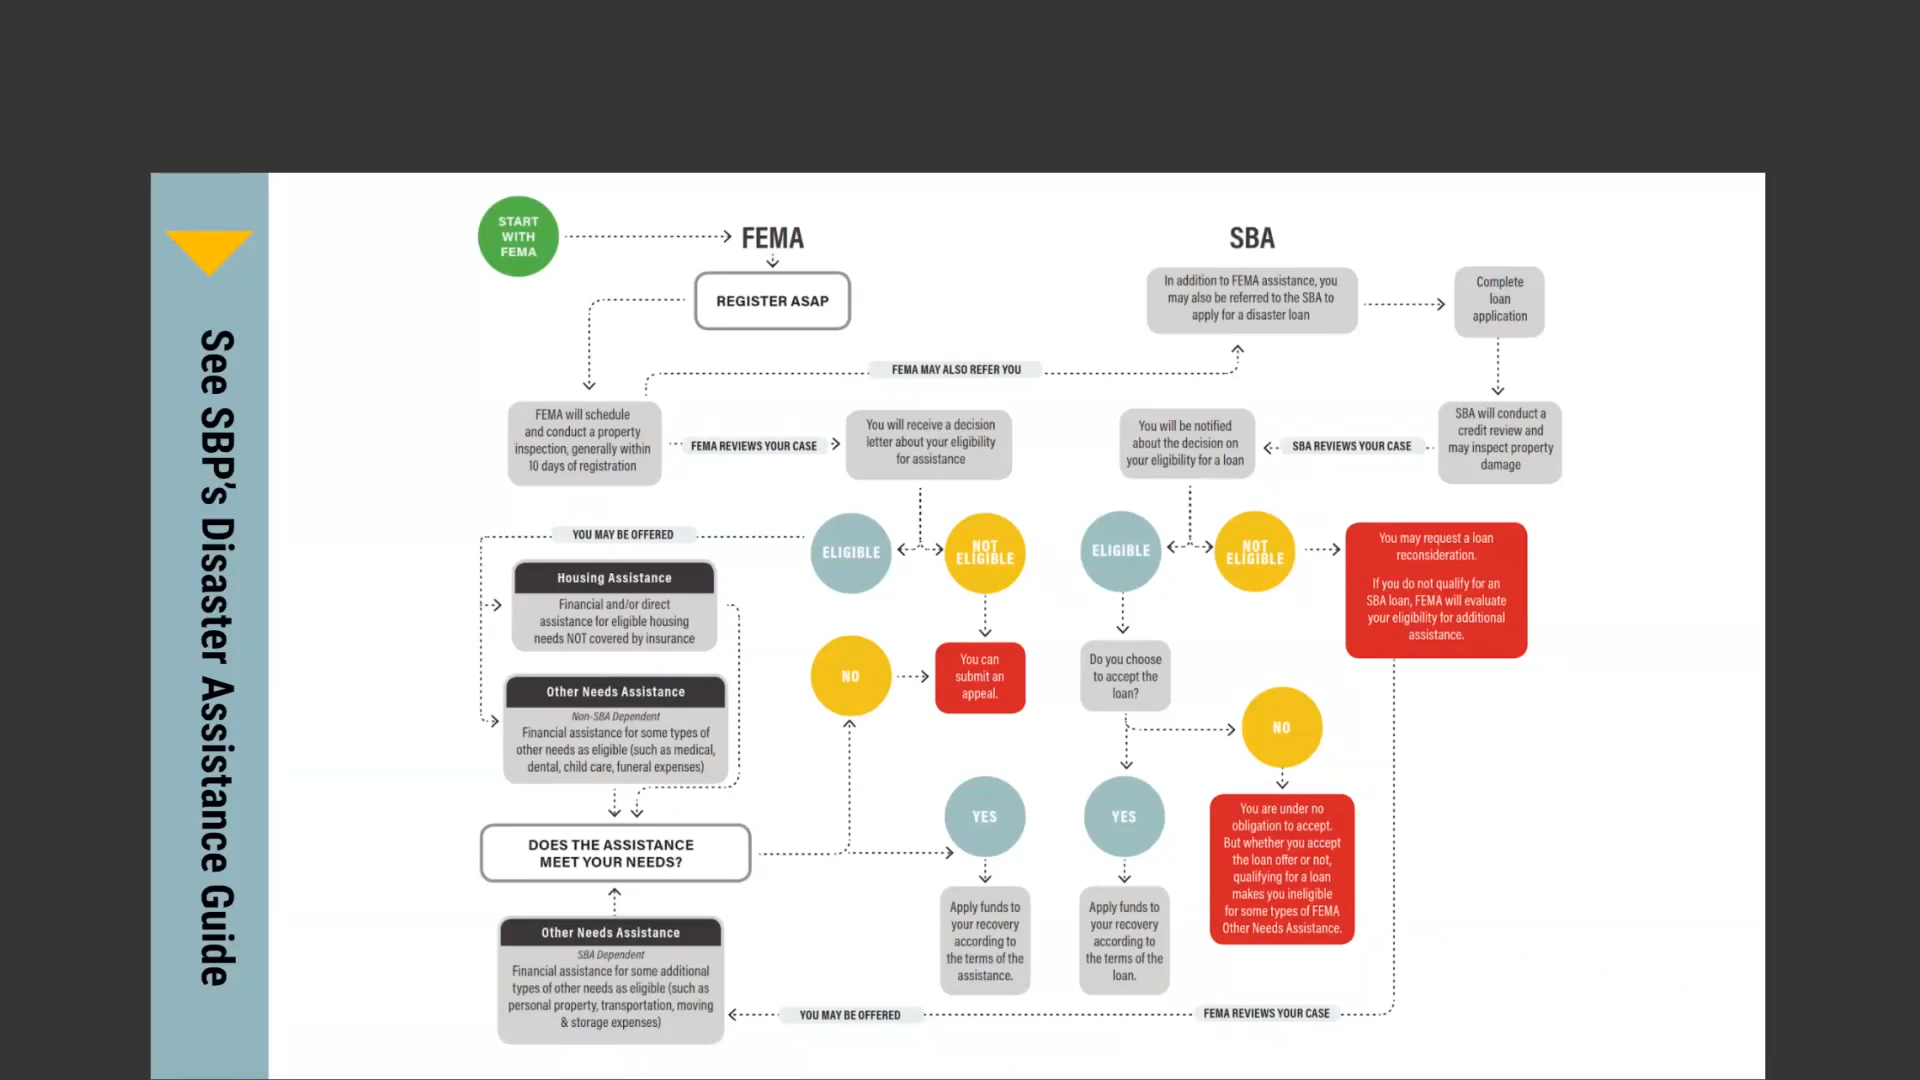 See SBP's Disaster Assistance Guide
START
WITH
FEMA
FEMA
REGISTER ASAP
SBA
In addition to FEMA assistance, you
may also be referred to the SBA to
apply for a disaster loan
Complete
loan
application
FEMA MAY ALSO REFER YOU
FEMA will schedule
and conduct a property
inspection, generally within
10 days of registration
FEMA REVIEWS YOUR CASE
You will receive a decision
letter about your eligibility
for assistance
You will be notified
about the decision on
your eligibility for a loan
SBA REVIEWS YOUR CASE
SBA will conduct a
credit review and
may inspect property
damage
YOU MAY BE OFFERED
ELIGIBLE
NOT
ELIGIBLE
ELIGIBLE
NOT
ELIGIBLE
You may request a loan
reconsideration.
If you do not qualify for an
SBA loan, FEMA will evaluate
your eligibility for additional
assistance.
Housing Assistance
Financial and/or direct
assistance for eligible housing
needs NOT covered by insurance
NO
You can
submit an
appeal.
Do you choose
to accept the
loan?
NO
Other Needs Assistance
Non-SBA Dependent
Financial assistance for some types of
other needs as eligible (such as medical,
dental, child care, funeral expenses)
YES
YES
You are under no
obligation to accept.
But whether you accept
the loan offer or not,
qualifying for a loan
makes you ineligible
for some types of FEMA
Other Needs Assistance.
DOES THE ASSISTANCE
MEET YOUR NEEDS?
Apply funds to
your recovery
according to
the terms of the
assistance.
Apply funds to
your recovery
according to
the terms of the
loan.
Other Needs Assistance
SBA Dependent
Financial assistance for some additional
types of other needs as eligible (such as
personal property, transportation, moving
& storage expenses)
YOU MAY BE OFFERED
FEMA REVIEWS YOUR CASE